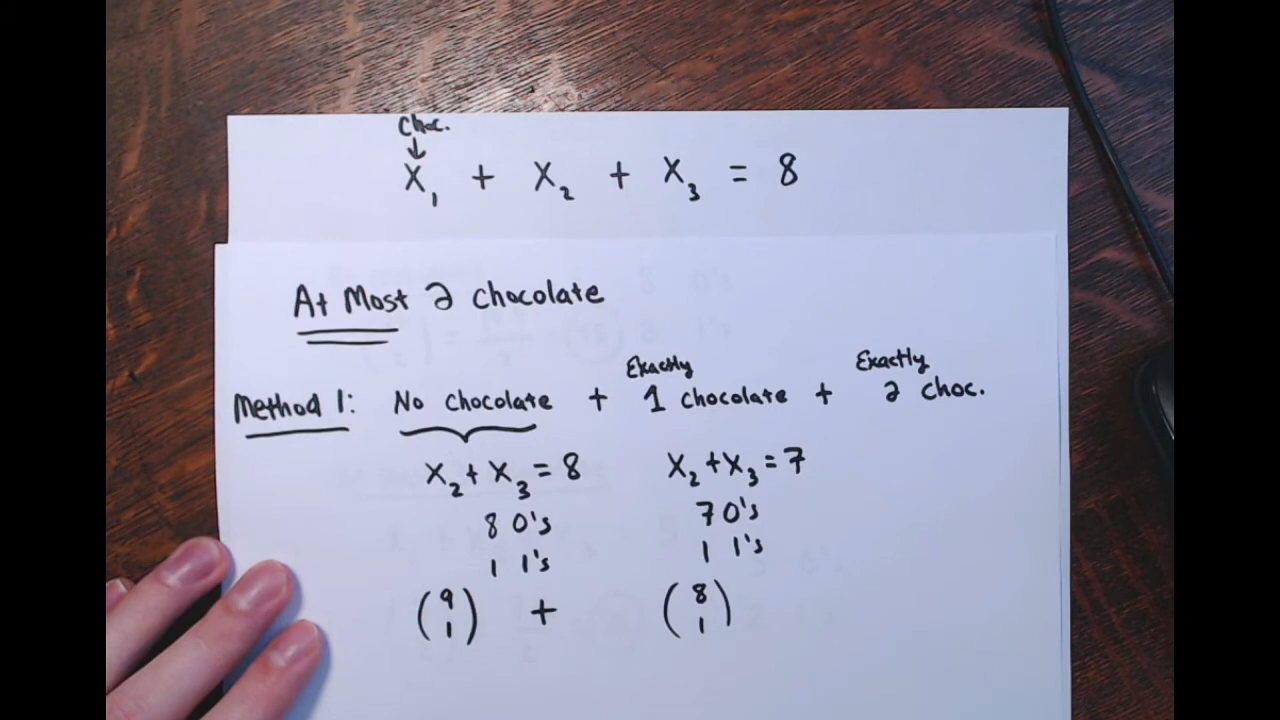 Choc.
↓
X₁ + X₂ + X₃ = 8
At Most 2 chocolate
Exactly Exactly
Method 1: No chocolate + 1 chocolate + 2 choc.
X₂ + X₃ = 8 X₂ + X₃ = 7
8 0's 7 0's
1 1's 1 1's
(9 1) + (8 1)